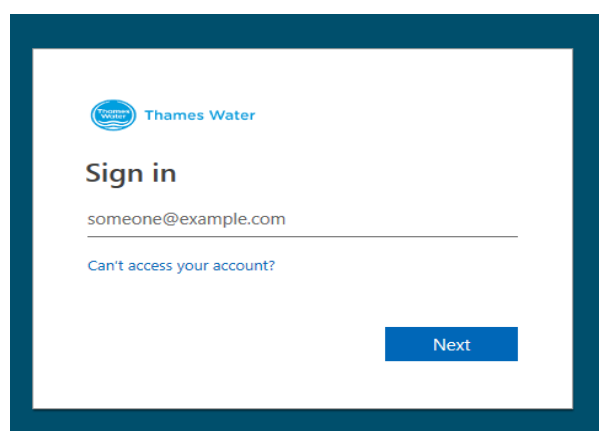 Thames
Water
Thames Water
Sign in
someone@example.com
Can't access your account?
Next